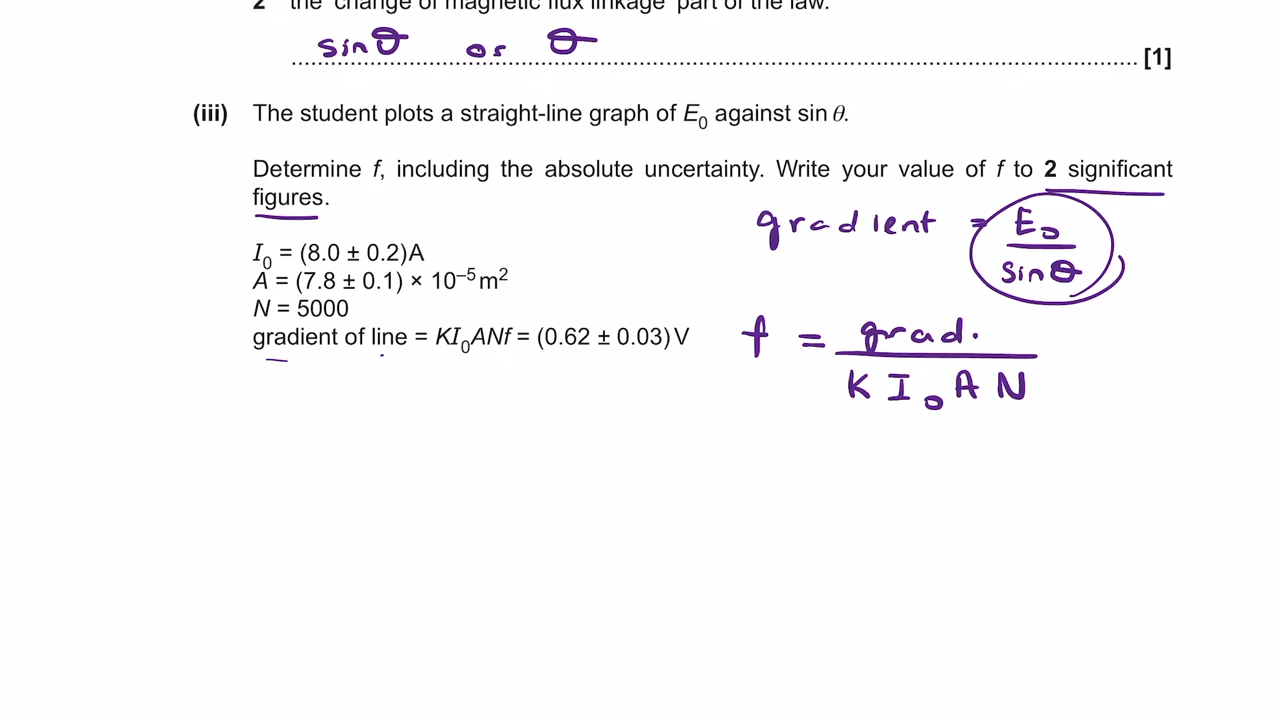 2 the 'change of magnetic flux linkage' part of the law.
sinθ or θ
[1]
(iii) The student plots a straight-line graph of E0 against sin θ.
Determine f, including the absolute uncertainty. Write your value of f to 2 significant
figures.
gradient = E0 / sinθ
I0 = (8.0 ± 0.2)A
A = (7.8 ± 0.1) × 10⁻⁵ m²
N = 5000
gradient of line = KI0ANf = (0.62 ± 0.03) V
f = grad. / K I0 A N